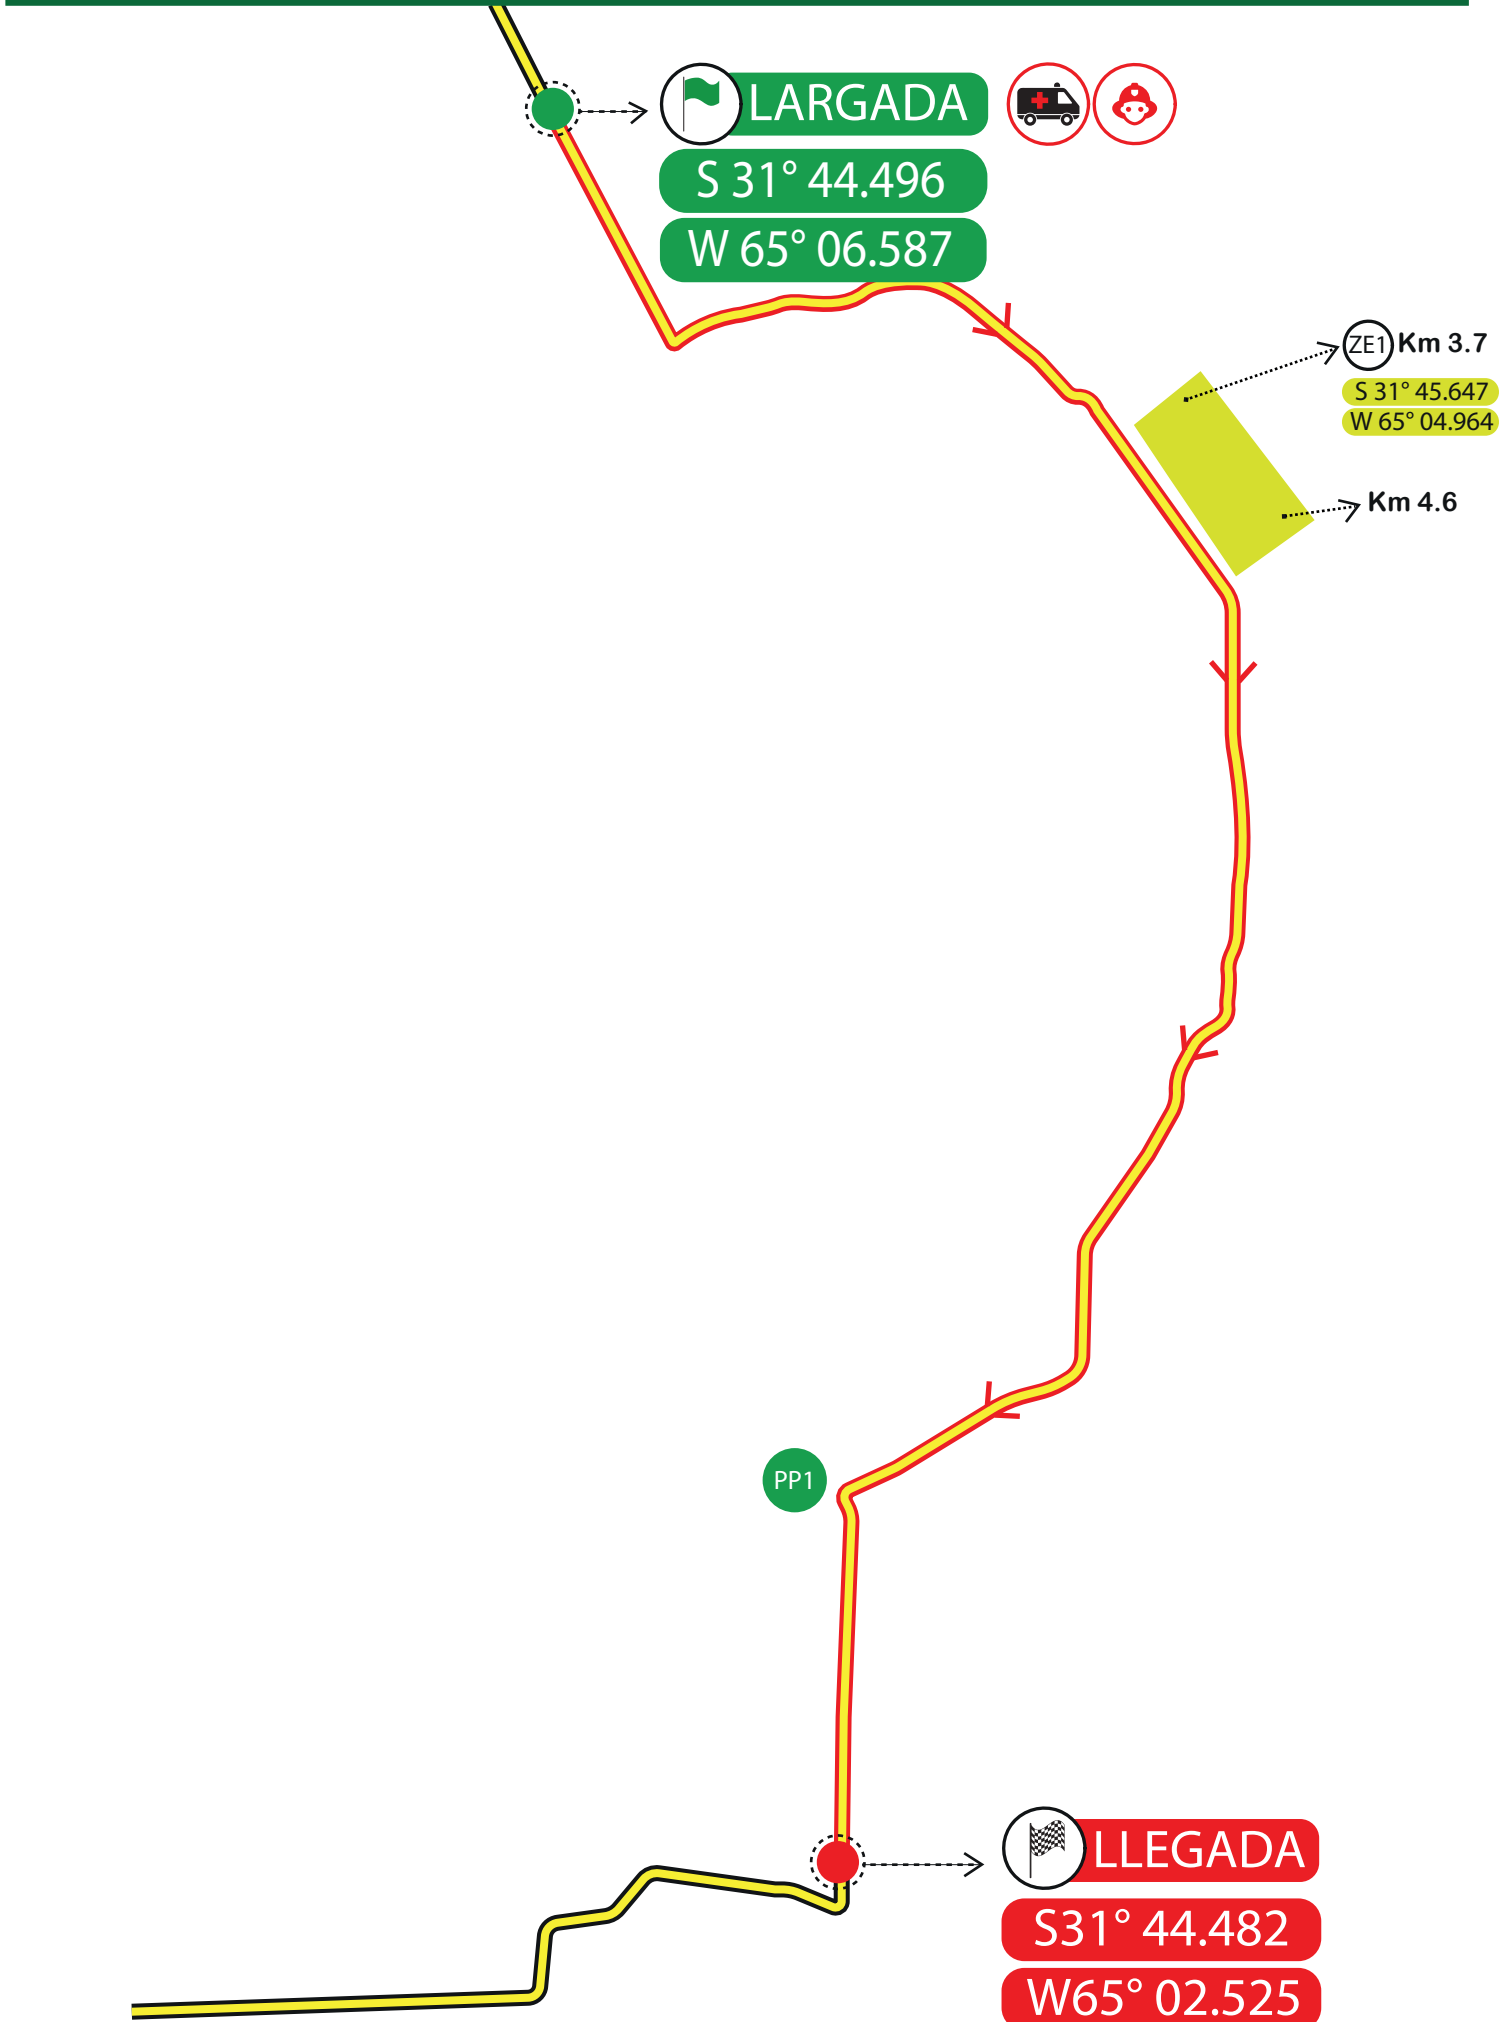 LARGADA
S 31° 44.496
W 65° 06.587
ZE1 Km 3.7
S 31° 45.647
W 65° 04.964
Km 4.6
PP1
LLEGADA
S31° 44.482
W65° 02.525